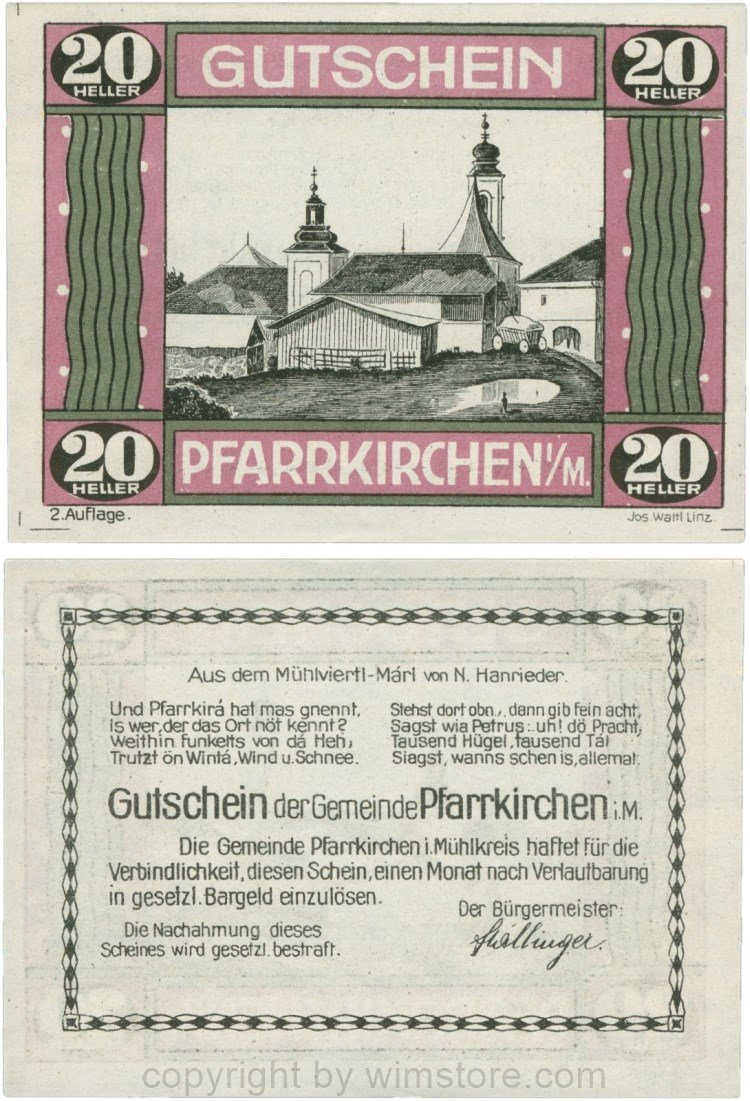 20 HELLER GUTSCHEIN 20 HELLER
20 HELLER PFARRKIRCHEN I/M. 20 HELLER
2. Auflage. Jos. Waltl Linz.
Aus dem Mühlviertl-Márl von N. Hanrieder.
Und Pfarrkirá hat mas gnennt,
is wer, der das Ort nöt kennt?
Weithin funkelts von dá Heh,
Trutzt ön Wintá, Wind u. Schnee.
Stehst dort obn, dann gib fein acht,
Sagst wia Petrus: uh! dö Pracht,
Tausend Hügel, tausend Tál
Siagst, wanns schen is, allemal.
Gutschein der Gemeinde Pfarrkirchen i.M.
Die Gemeinde Pfarrkirchen i. Mühlkreis haftet für die
Verbindlichkeit, diesen Schein, einen Monat nach Verlautbarung
in gesetzl. Bargeld einzulösen.
Der Bürgermeister:
Die Nachahmung dieses
Scheines wird gesetzl. bestraft.
copyright by wimstore.com